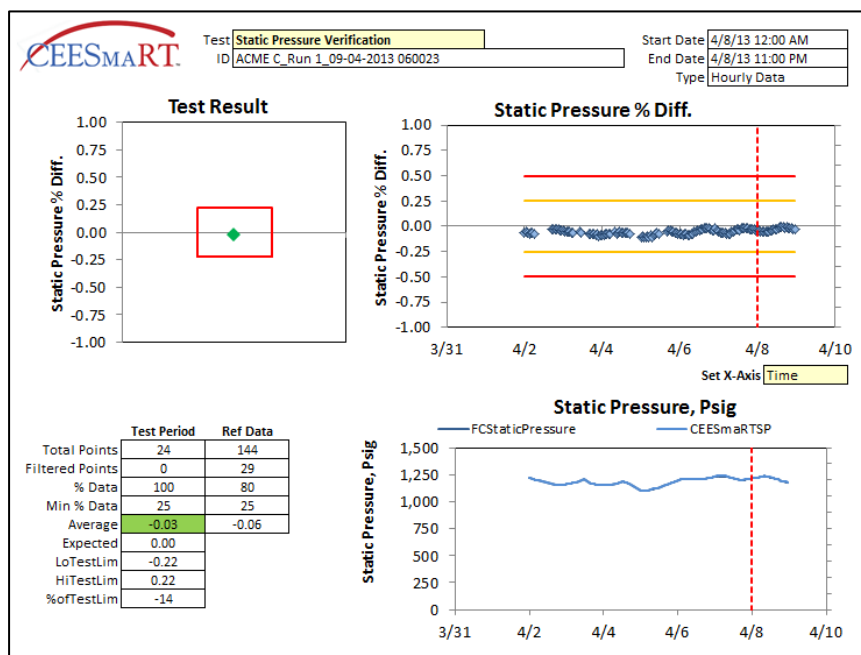 CEESMART™
Test Static Pressure Verification
ID ACME C_Run 1_09-04-2013 060023
Start Date 4/8/13 12:00 AM
End Date 4/8/13 11:00 PM
Type Hourly Data
Test Result
Static Pressure % Diff.
1.00
0.75
0.50
0.25
0.00
-0.25
-0.50
-0.75
-1.00
Static Pressure % Diff.
Static Pressure % Diff.
1.00
0.75
0.50
0.25
0.00
-0.25
-0.50
-0.75
-1.00
3/31 4/2 4/4 4/6 4/8 4/10
Set X-Axis Time
Test Period Ref Data
Total Points 24 144
Filtered Points 0 29
% Data 100 80
Min % Data 25 25
Average -0.03 -0.06
Expected 0.00
LoTestLim -0.22
HiTestLim 0.22
%ofTestLim -14
Static Pressure, Psig
FCStaticPressure CEESmaRTSP
Static Pressure, Psig
1,500
1,250
1,000
750
500
250
0
3/31 4/2 4/4 4/6 4/8 4/10